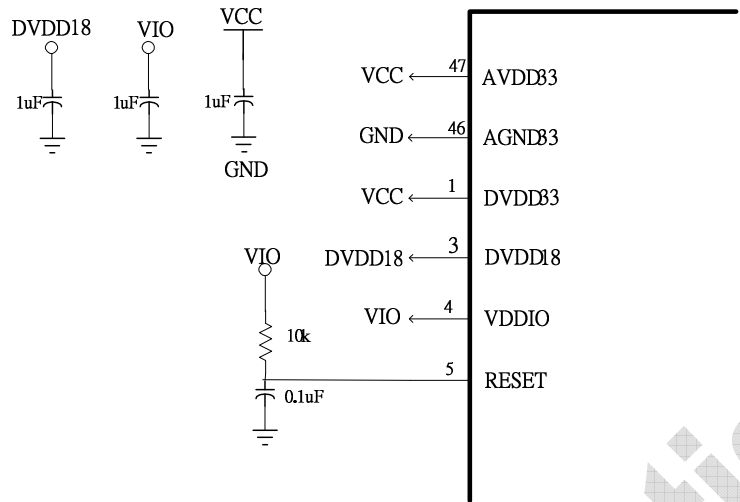 DVDD18
VIO
VCC
1uF
1uF
1uF
GND
VCC
47
AVDD33
GND
46
AGND33
VCC
1
DVDD33
DVDD18
3
DVDD18
VIO
4
VDDIO
VIO
10k
5
RESET
0.1uF